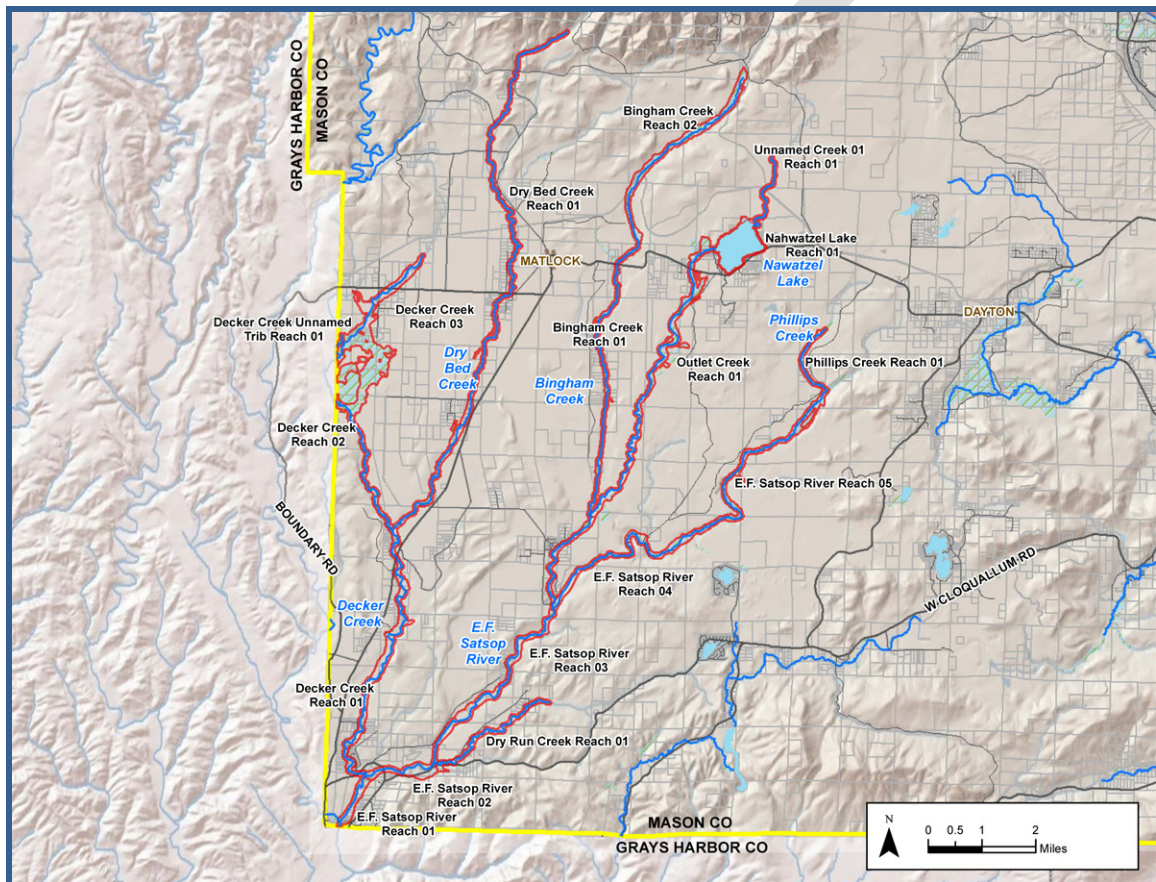 GRAYS HARBOR CO
MASON CO
Bingham Creek
Reach 02
Unnamed Creek 01
Reach 01
Dry Bed Creek
Reach 01
Nahwatzel Lake
Reach 01
MATLOCK
Nawatzel
Lake
Decker Creek
Reach 03
Decker Creek Unnamed
Trib Reach 01
Bingham Creek
Reach 01
Phillips
Creek
DAYTON
Dry
Bed
Creek
Outlet Creek
Reach 01
Phillips Creek Reach 01
Bingham
Creek
Decker Creek
Reach 02
E.F. Satsop River Reach 05
BOUNDARY RD
W CLOQUALLUM RD
E.F. Satsop River
Reach 04
Decker
Creek
E.F.
Satsop
River
E.F. Satsop River
Reach 03
Decker Creek
Reach 01
Dry Run Creek Reach 01
E.F. Satsop River
Reach 02
E.F. Satsop River
Reach 01
MASON CO
GRAYS HARBOR CO
N
0 0.5 1 2
Miles